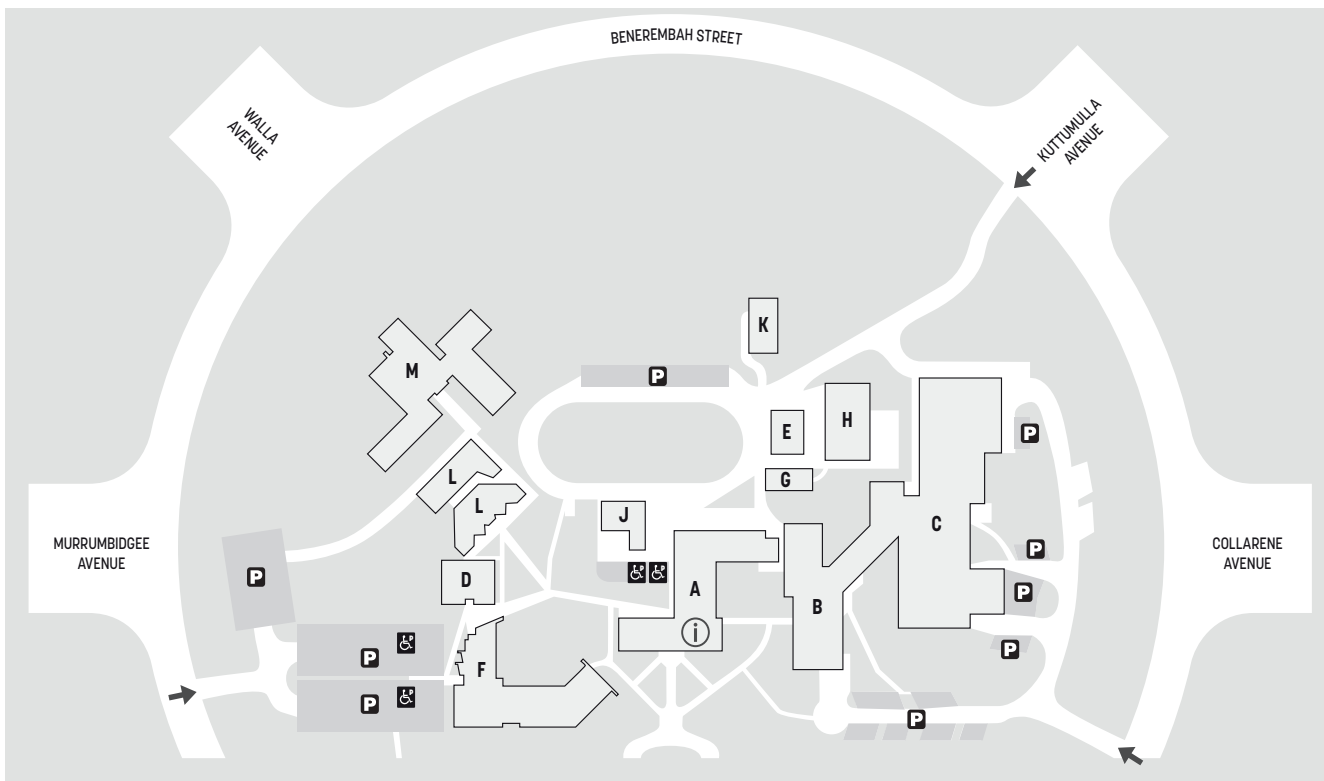 BENEREMBAH STREET
WALLA
AVENUE
KUTTUMULLA
AVENUE
K
M
P
E
H
P
L
G
L
J
C
MURRUMBIDGEE
AVENUE
COLLARENE
AVENUE
P
P
D
P
P
A
P
B
i
P
P
P
F
P
P
P
P